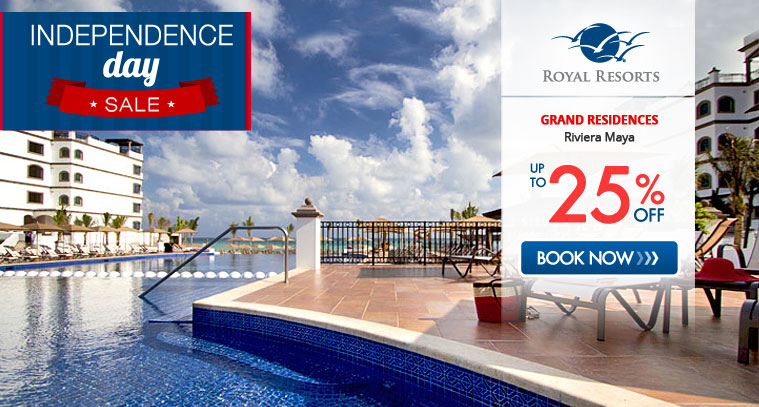 INDEPENDENCE
day
SALE
ROYAL RESORTS
GRAND RESIDENCES
Riviera Maya
UP TO 25% OFF
BOOK NOW